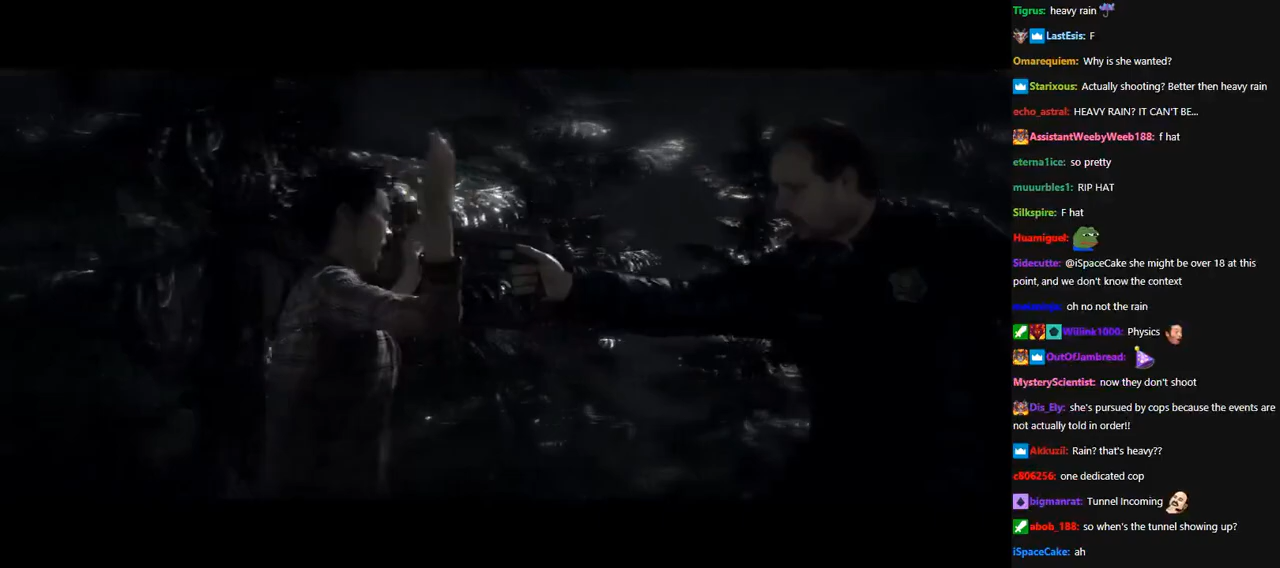 Tigrus: heavy rain
LastEsis: F
Omarequiem: Why is she wanted?
Starixous: Actually shooting? Better then heavy rain
echo_astral: HEAVY RAIN? IT CAN'T BE...
AssistantWeebyWeeb188: f hat
eterna1ice: so pretty
muuurbles1: RIP HAT
Silkspire: F hat
Huamiguel:
Sidecutte: @iSpaceCake she might be over 18 at this
point, and we don't know the context
oh no not the rain
Physics
OutOfJambread:
MysteryScientist: now they don't shoot
Dis_Ely: she's pursued by cops because the events are
not actually told in order!!
Akkuzil: Rain? that's heavy??
c806256: one dedicated cop
bigmanrat: Tunnel Incoming
abob_188: so when's the tunnel showing up?
iSpaceCake: ah